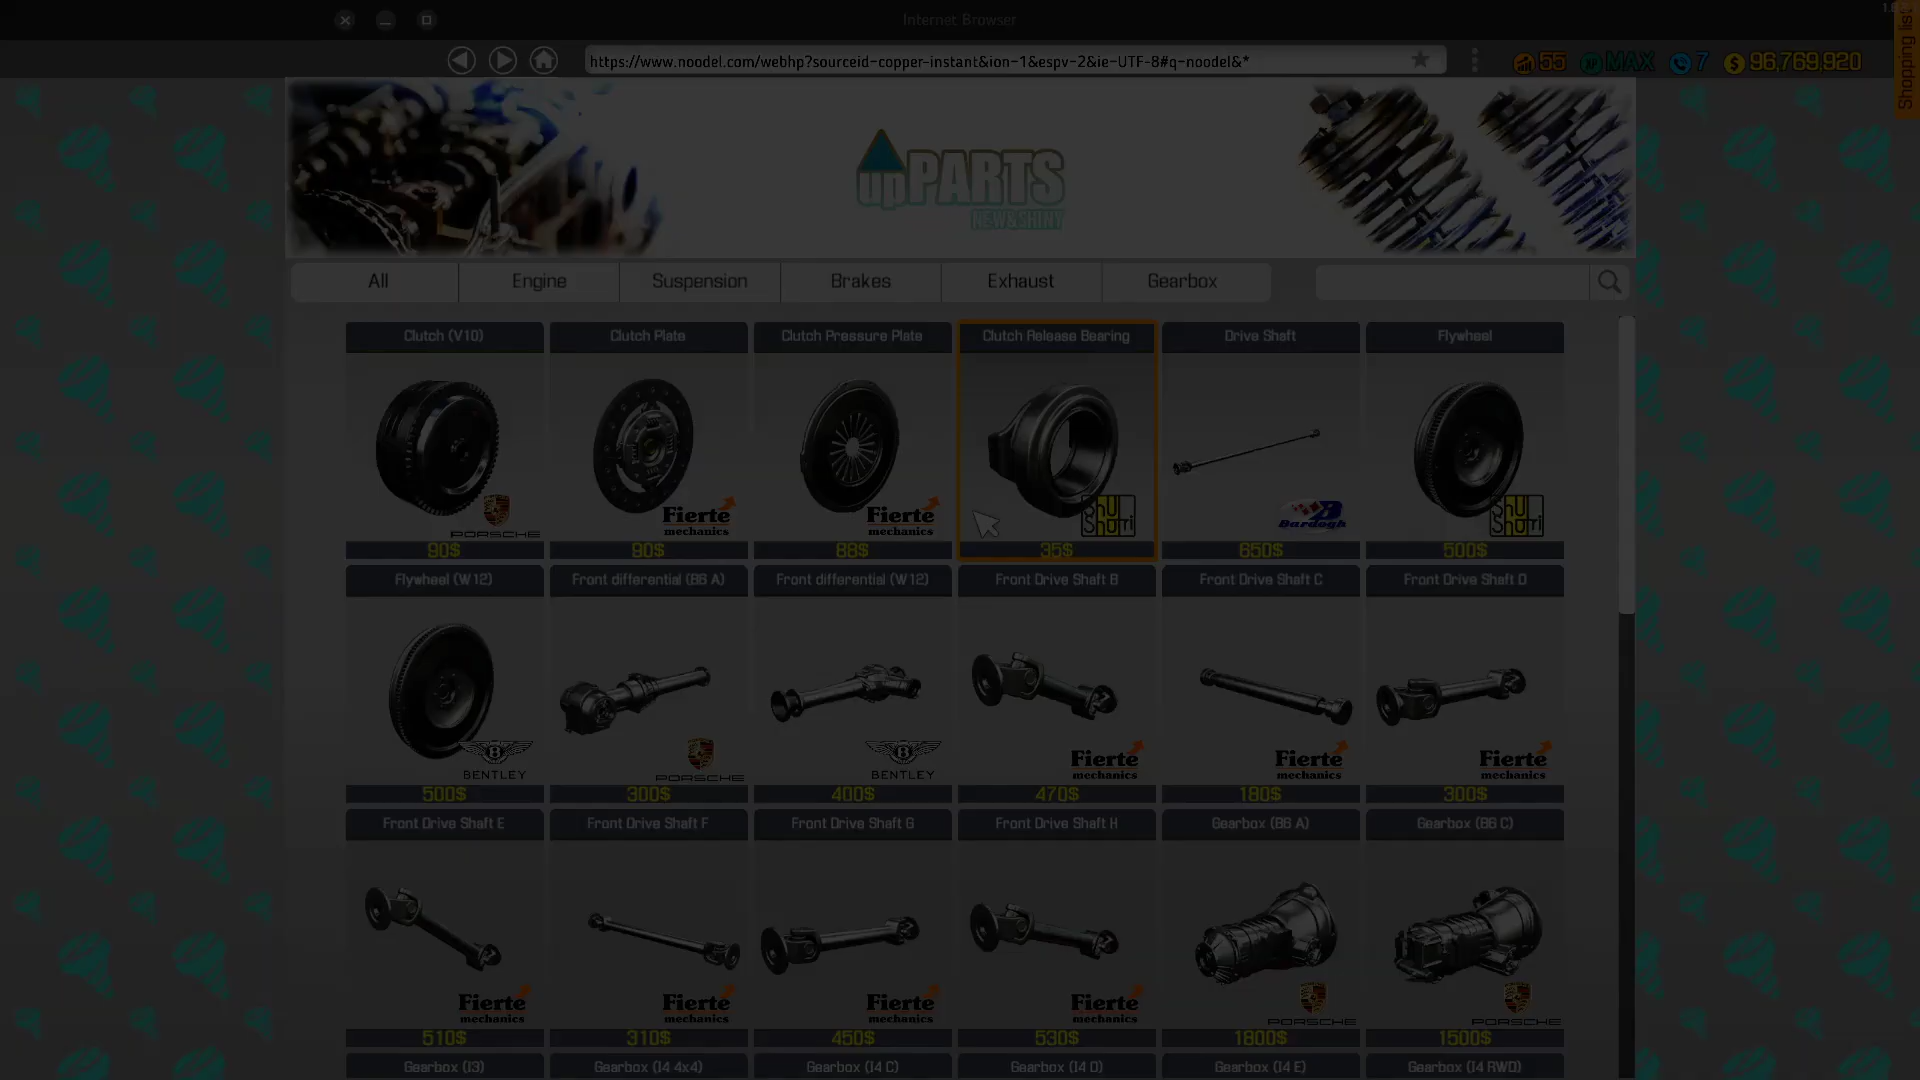 Internet Browser
https://www.noodel.com/webhp?sourceid-copper-instant&ion-1&espv-2&ie-UTF-8#q-noodel&*
55 MAX 7 96,769,920
Shopping list
upPARTS
NEW&SHINY
All Engine Suspension Brakes Exhaust Gearbox
Clutch (V10) Clutch Plate Clutch Pressure Plate Clutch Release Bearing Drive Shaft Flywheel
PORSCHE Fierte mechanics Fierte mechanics Shu Shuri Bardogh Shu Shuri
90$ 90$ 88$ 35$ 650$ 500$
Flywheel (W12) Front differential (B6 A) Front differential (W12) Front Drive Shaft B Front Drive Shaft C Front Drive Shaft D
BENTLEY PORSCHE BENTLEY Fierte mechanics Fierte mechanics Fierte mechanics
500$ 300$ 400$ 470$ 180$ 300$
Front Drive Shaft E Front Drive Shaft F Front Drive Shaft G Front Drive Shaft H Gearbox (B6 A) Gearbox (B6 C)
Fierte mechanics Fierte mechanics Fierte mechanics Fierte mechanics PORSCHE PORSCHE
510$ 310$ 450$ 530$ 1800$ 1500$
Gearbox (I3) Gearbox (I4 4x4) Gearbox (I4 C) Gearbox (I4 D) Gearbox (I4 E) Gearbox (I4 RWD)